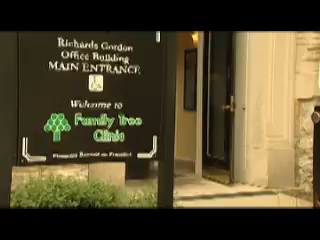 Richards Gordon
Office Building
MAIN ENTRANCE
Welcome to
Family Tree
Clinic